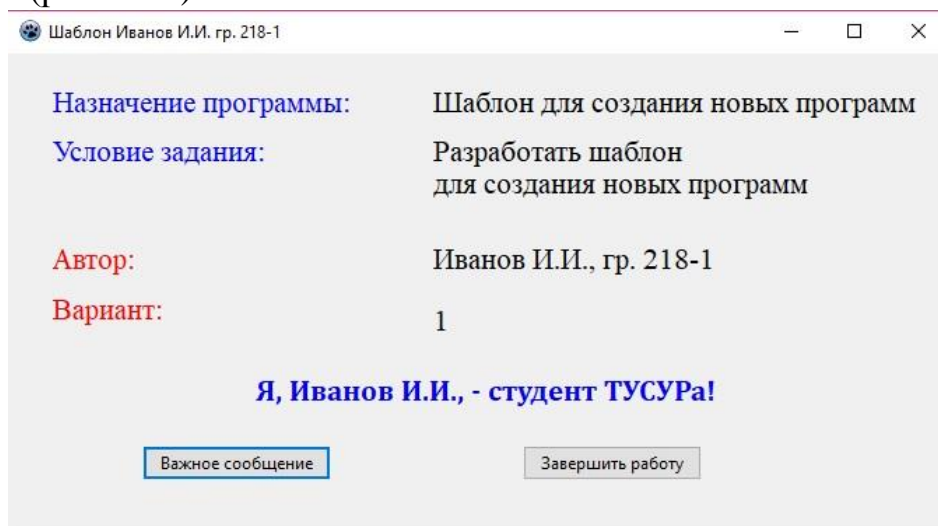 Шаблон Иванов И.И. гр. 218-1
Назначение программы: Шаблон для создания новых программ
Условие задания: Разработать шаблон
для создания новых программ
Автор: Иванов И.И., гр. 218-1
Вариант: 1
Я, Иванов И.И., - студент ТУСУРа!
Важное сообщение Завершить работу